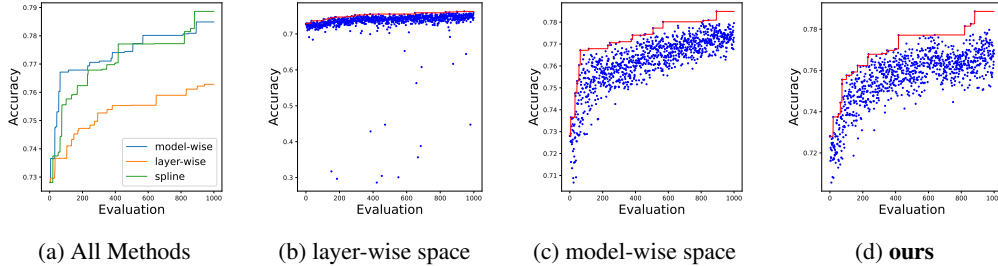 Accuracy
0.79
0.78
0.77
0.76
0.75
0.74
0.73
model-wise
layer-wise
spline
0 200 400 600 800 1000
Evaluation
Accuracy
0.7
0.6
0.5
0.4
0.3
0 200 400 600 800 1000
Evaluation
Accuracy
0.78
0.77
0.76
0.75
0.74
0.73
0.72
0.71
0 200 400 600 800 1000
Evaluation
Accuracy
0.78
0.76
0.74
0.72
0 200 400 600 800 1000
Evaluation
(a) All Methods
(b) layer-wise space
(c) model-wise space
(d) ours